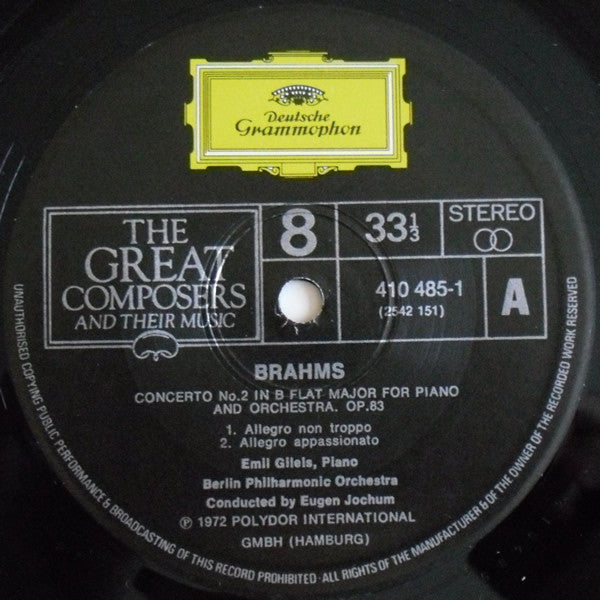 Deutsche
Grammophon
THE
GREAT
COMPOSERS
AND THEIR MUSIC
8
33⅓
STEREO
410 485-1
(2542 151)
A
BRAHMS
CONCERTO No.2 IN B FLAT MAJOR FOR PIANO
AND ORCHESTRA. OP.83
1. Allegro non troppo
2. Allegro appassionato
Emil Gilels, Piano
Berlin Philharmonic Orchestra
Conducted by Eugen Jochum
℗ 1972 POLYDOR INTERNATIONAL
GMBH (HAMBURG)
UNAUTHORISED COPYING PUBLIC PERFORMANCE & BROADCASTING OF THIS RECORD PROHIBITED · ALL RIGHTS OF THE MANUFACTURER & OF THE OWNER OF THE RECORDED WORK RESERVED